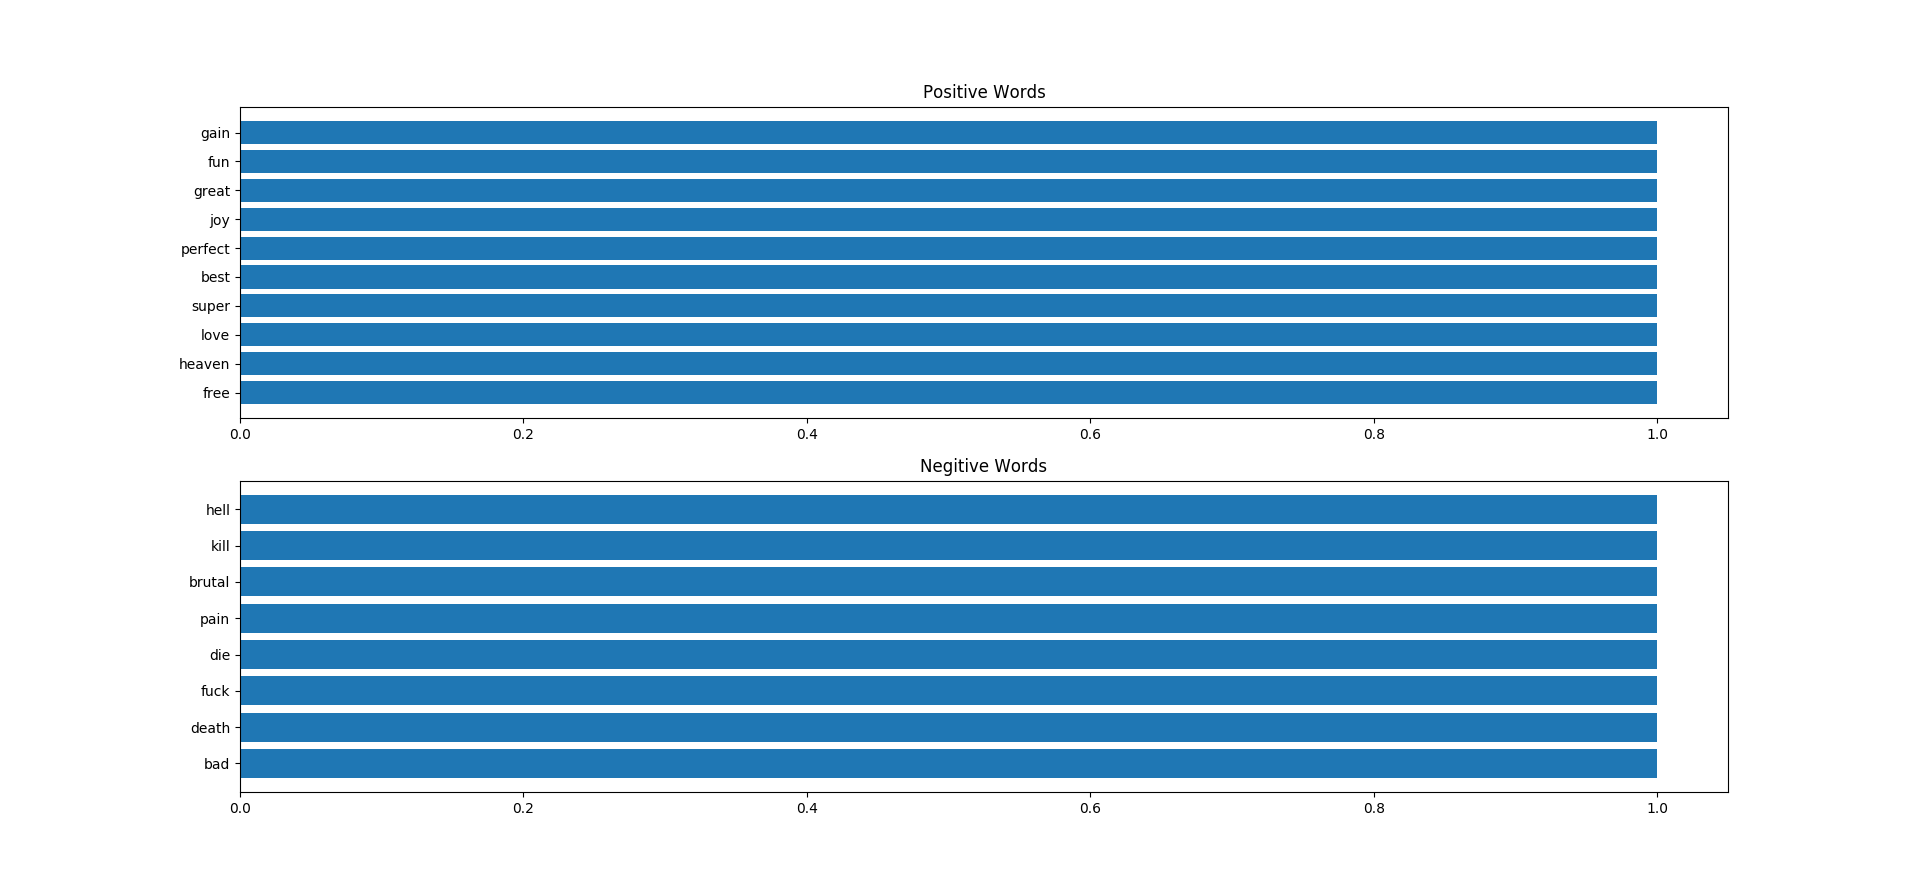 Positive Words
gain
fun
great
joy
perfect
best
super
love
heaven
free
0.0 0.2 0.4 0.6 0.8 1.0
Negitive Words
hell
kill
brutal
pain
die
fuck
death
bad
0.0 0.2 0.4 0.6 0.8 1.0